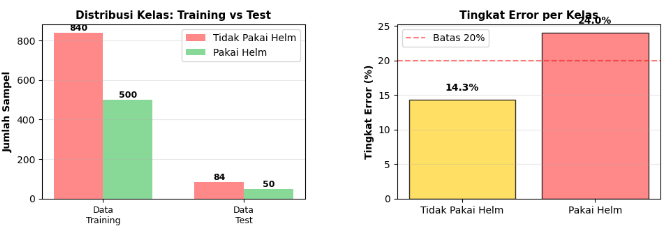 Distribusi Kelas: Training vs Test
Jumlah Sampel
800
600
400
200
0
840
500
84
50
Tidak Pakai Helm
Pakai Helm
Data
Training
Data
Test
Tingkat Error per Kelas
Tingkat Error (%)
25
20
15
10
5
0
Batas 20%
14.3%
24.0%
Tidak Pakai Helm
Pakai Helm